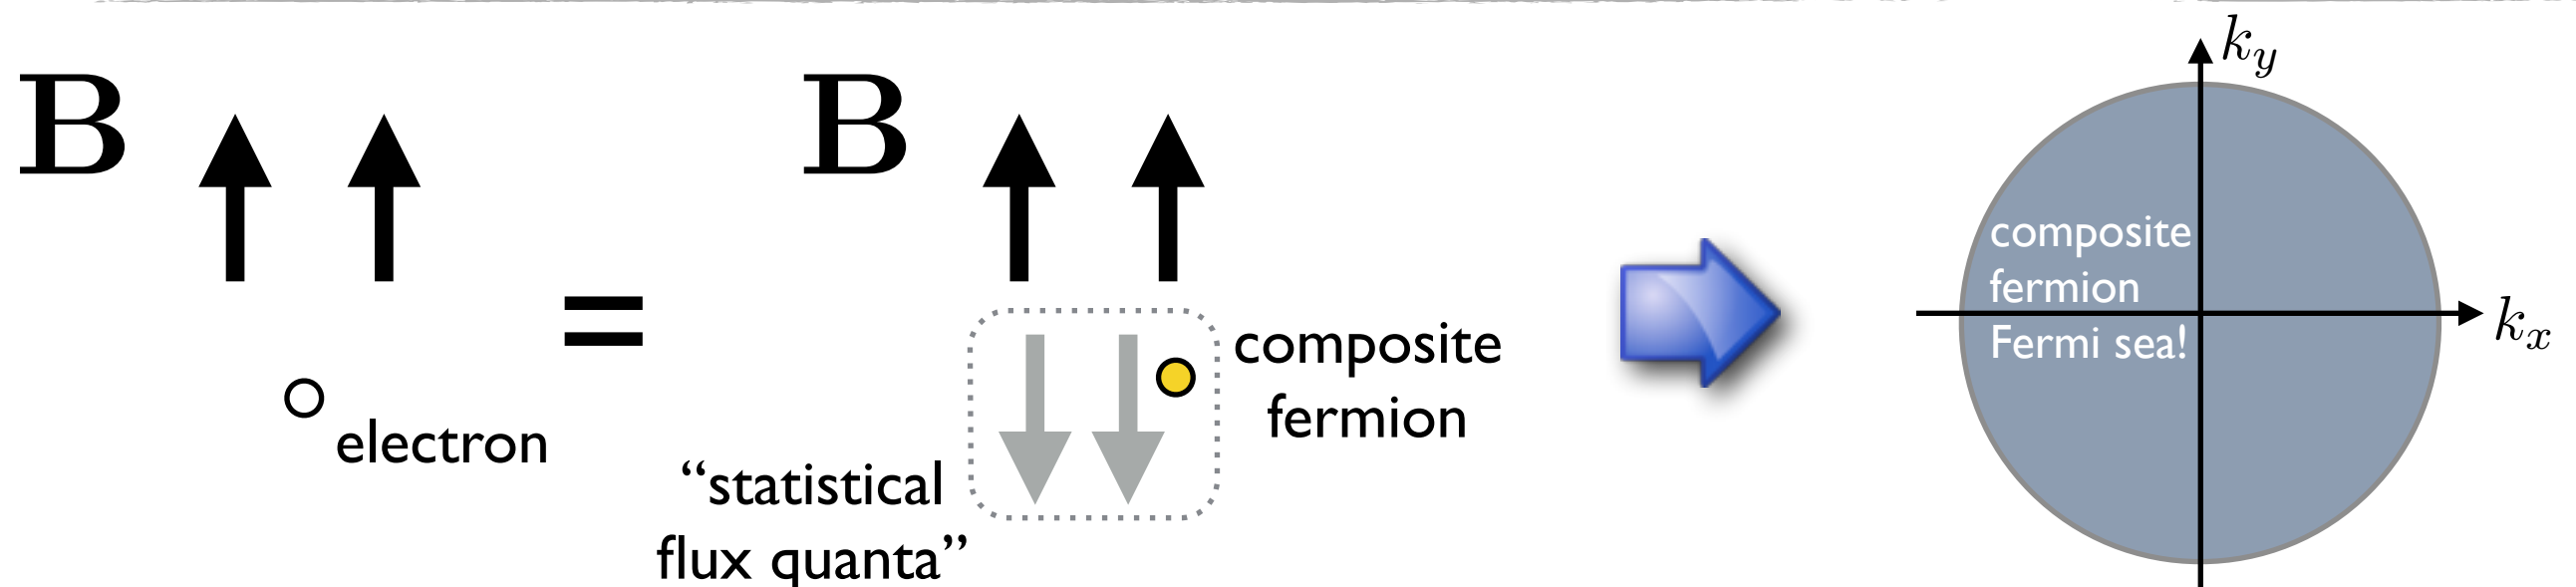 B
electron
=
B
“statistical
flux quanta”
composite
fermion
k_y
composite
fermion
Fermi sea!
k_x